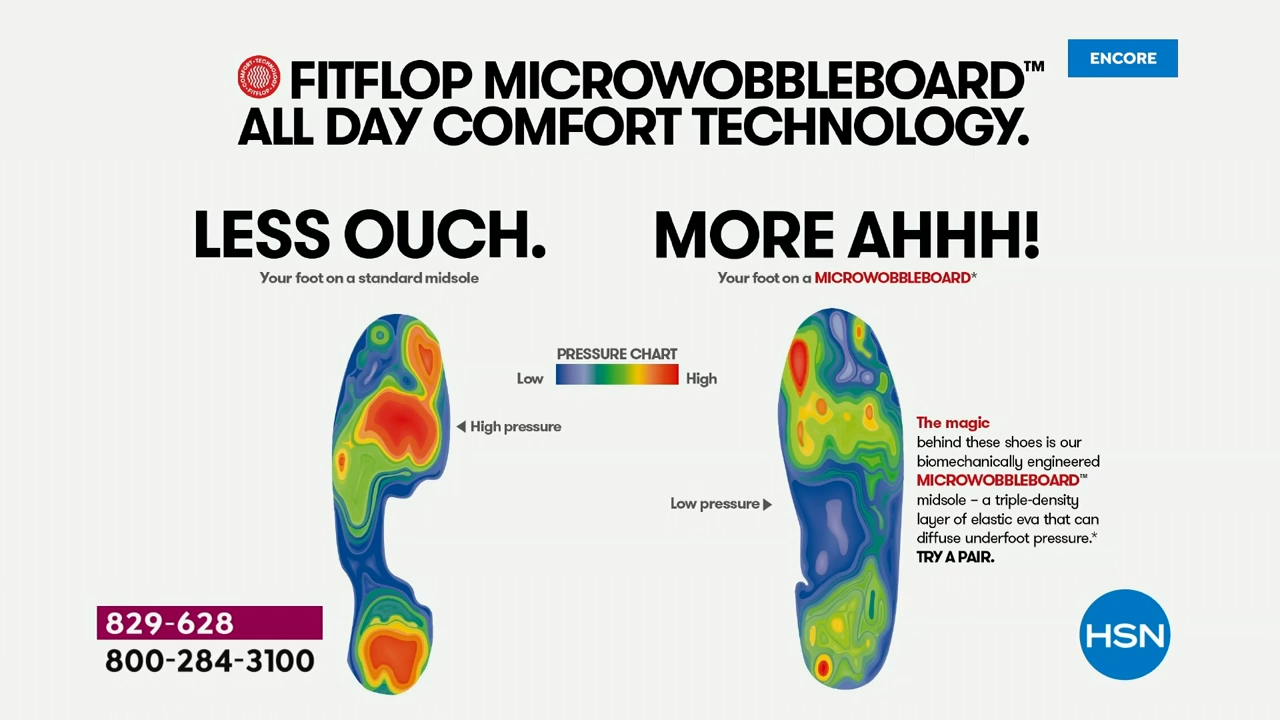 ENCORE
FITFLOP MICROWOBBLEBOARD™
ALL DAY COMFORT TECHNOLOGY.
LESS OUCH.
Your foot on a standard midsole
MORE AHHH!
Your foot on a MICROWOBBLEBOARD*
PRESSURE CHART
Low
High
High pressure
Low pressure
The magic
behind these shoes is our
biomechanically engineered
MICROWOBBLEBOARD™
midsole – a triple-density
layer of elastic eva that can
diffuse underfoot pressure.*
TRY A PAIR.
829-628
800-284-3100
HSN